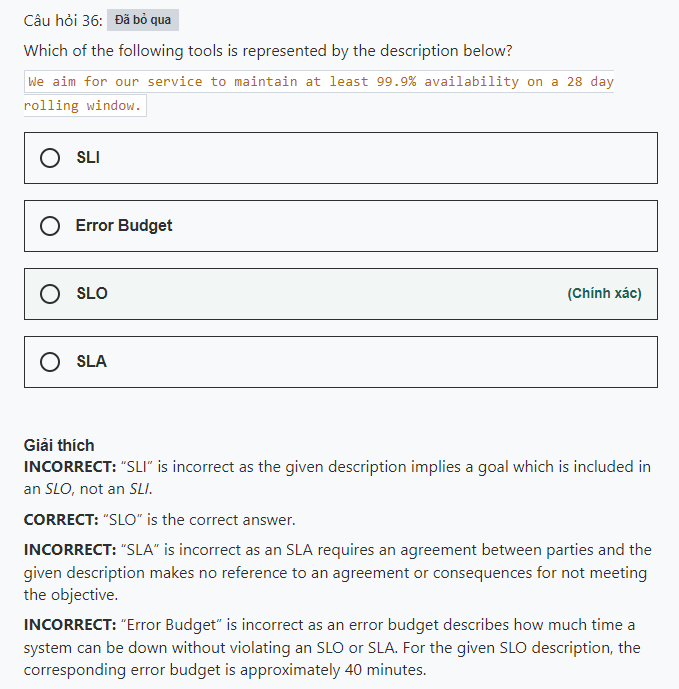 Câu hỏi 36: Đã bỏ qua
Which of the following tools is represented by the description below?
We aim for our service to maintain at least 99.9% availability on a 28 day
rolling window.
SLI
Error Budget
SLO (Chính xác)
SLA
Giải thích
INCORRECT: “SLI” is incorrect as the given description implies a goal which is included in
an SLO, not an SLI.
CORRECT: “SLO” is the correct answer.
INCORRECT: “SLA” is incorrect as an SLA requires an agreement between parties and the
given description makes no reference to an agreement or consequences for not meeting
the objective.
INCORRECT: “Error Budget” is incorrect as an error budget describes how much time a
system can be down without violating an SLO or SLA. For the given SLO description, the
corresponding error budget is approximately 40 minutes.